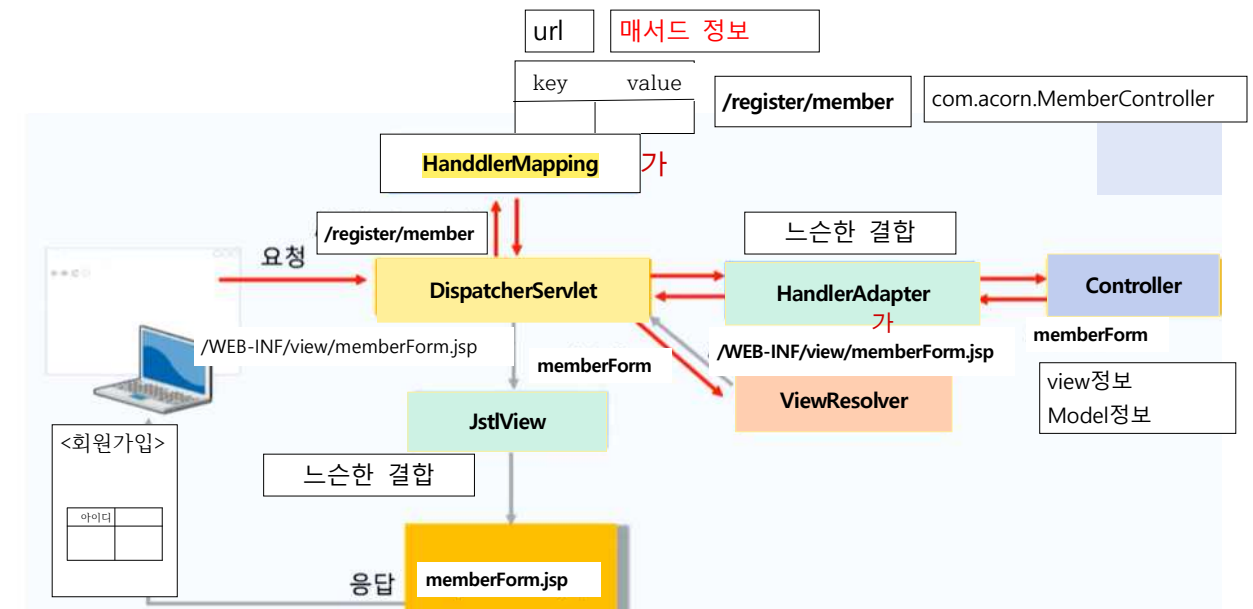 url
매서드 정보
key value
/register/member
com.acorn.MemberController
HanddlerMapping
가
/register/member
느슨한 결합
요청
DispatcherServlet
HandlerAdapter
가
Controller
/WEB-INF/view/memberForm.jsp
memberForm
/WEB-INF/view/memberForm.jsp
memberForm
ViewResolver
view정보
Model정보
JstlView
<회원가입>
느슨한 결합
아이디
응답
memberForm.jsp